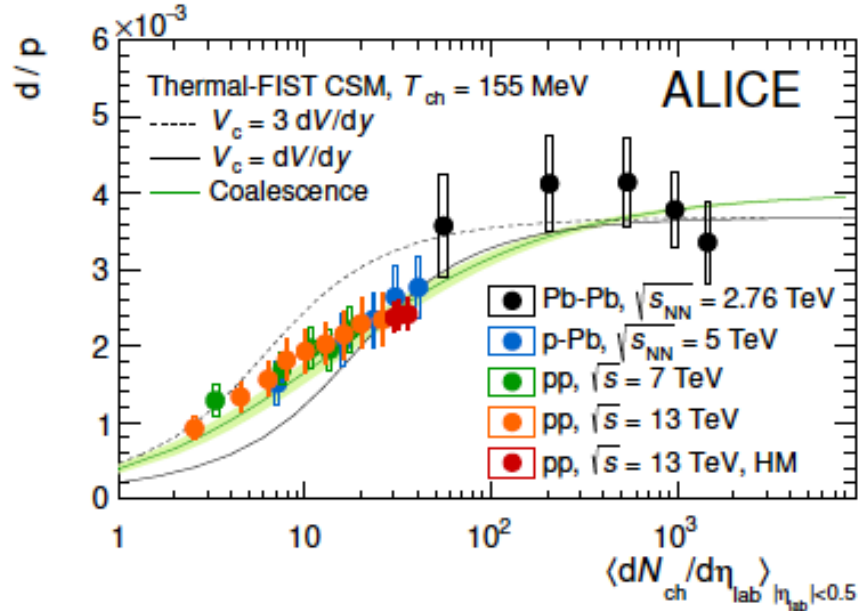 6 ×10⁻³
d / p
Thermal-FIST CSM, T_ch = 155 MeV
ALICE
V_c = 3 dV/dy
V_c = dV/dy
Coalescence
5
4
3
2
1
0
Pb-Pb, √s_NN = 2.76 TeV
p-Pb, √s_NN = 5 TeV
pp, √s = 7 TeV
pp, √s = 13 TeV
pp, √s = 13 TeV, HM
1 10 10² 10³
⟨dN_ch/dη_lab⟩_|η_lab|<0.5